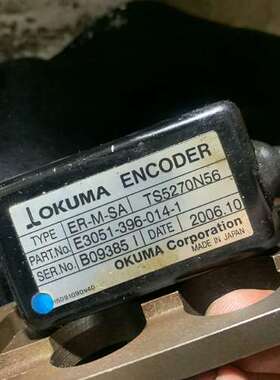 OKUMA ENCODER
TYPE ER-M-SA TS5270N56
PART.No E3051-396-014-1
SER.No B09385 I DATE 2006.10
OKUMA Corporation
MADE IN JAPAN